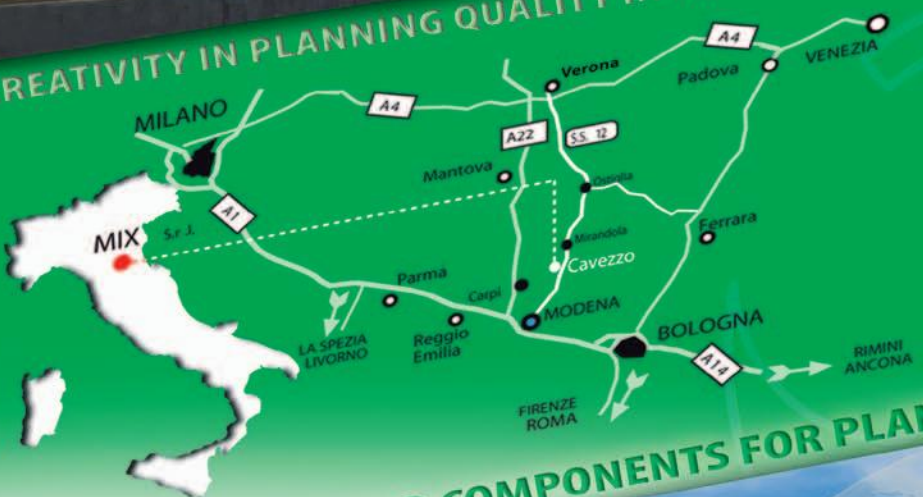 REATIVITY IN PLANNING QUALITY
A4
VENEZIA
Padova
Verona
MILANO
A4
A22
S.S. 12
Mantova
Ostiglia
A1
Ferrara
MIX
S.r J.
Mirandola
Cavezzo
Parma
Carpi
MODENA
LA SPEZIA
LIVORNO
Reggio
Emilia
BOLOGNA
A14
RIMINI
ANCONA
FIRENZE
ROMA
COMPONENTS FOR PLA